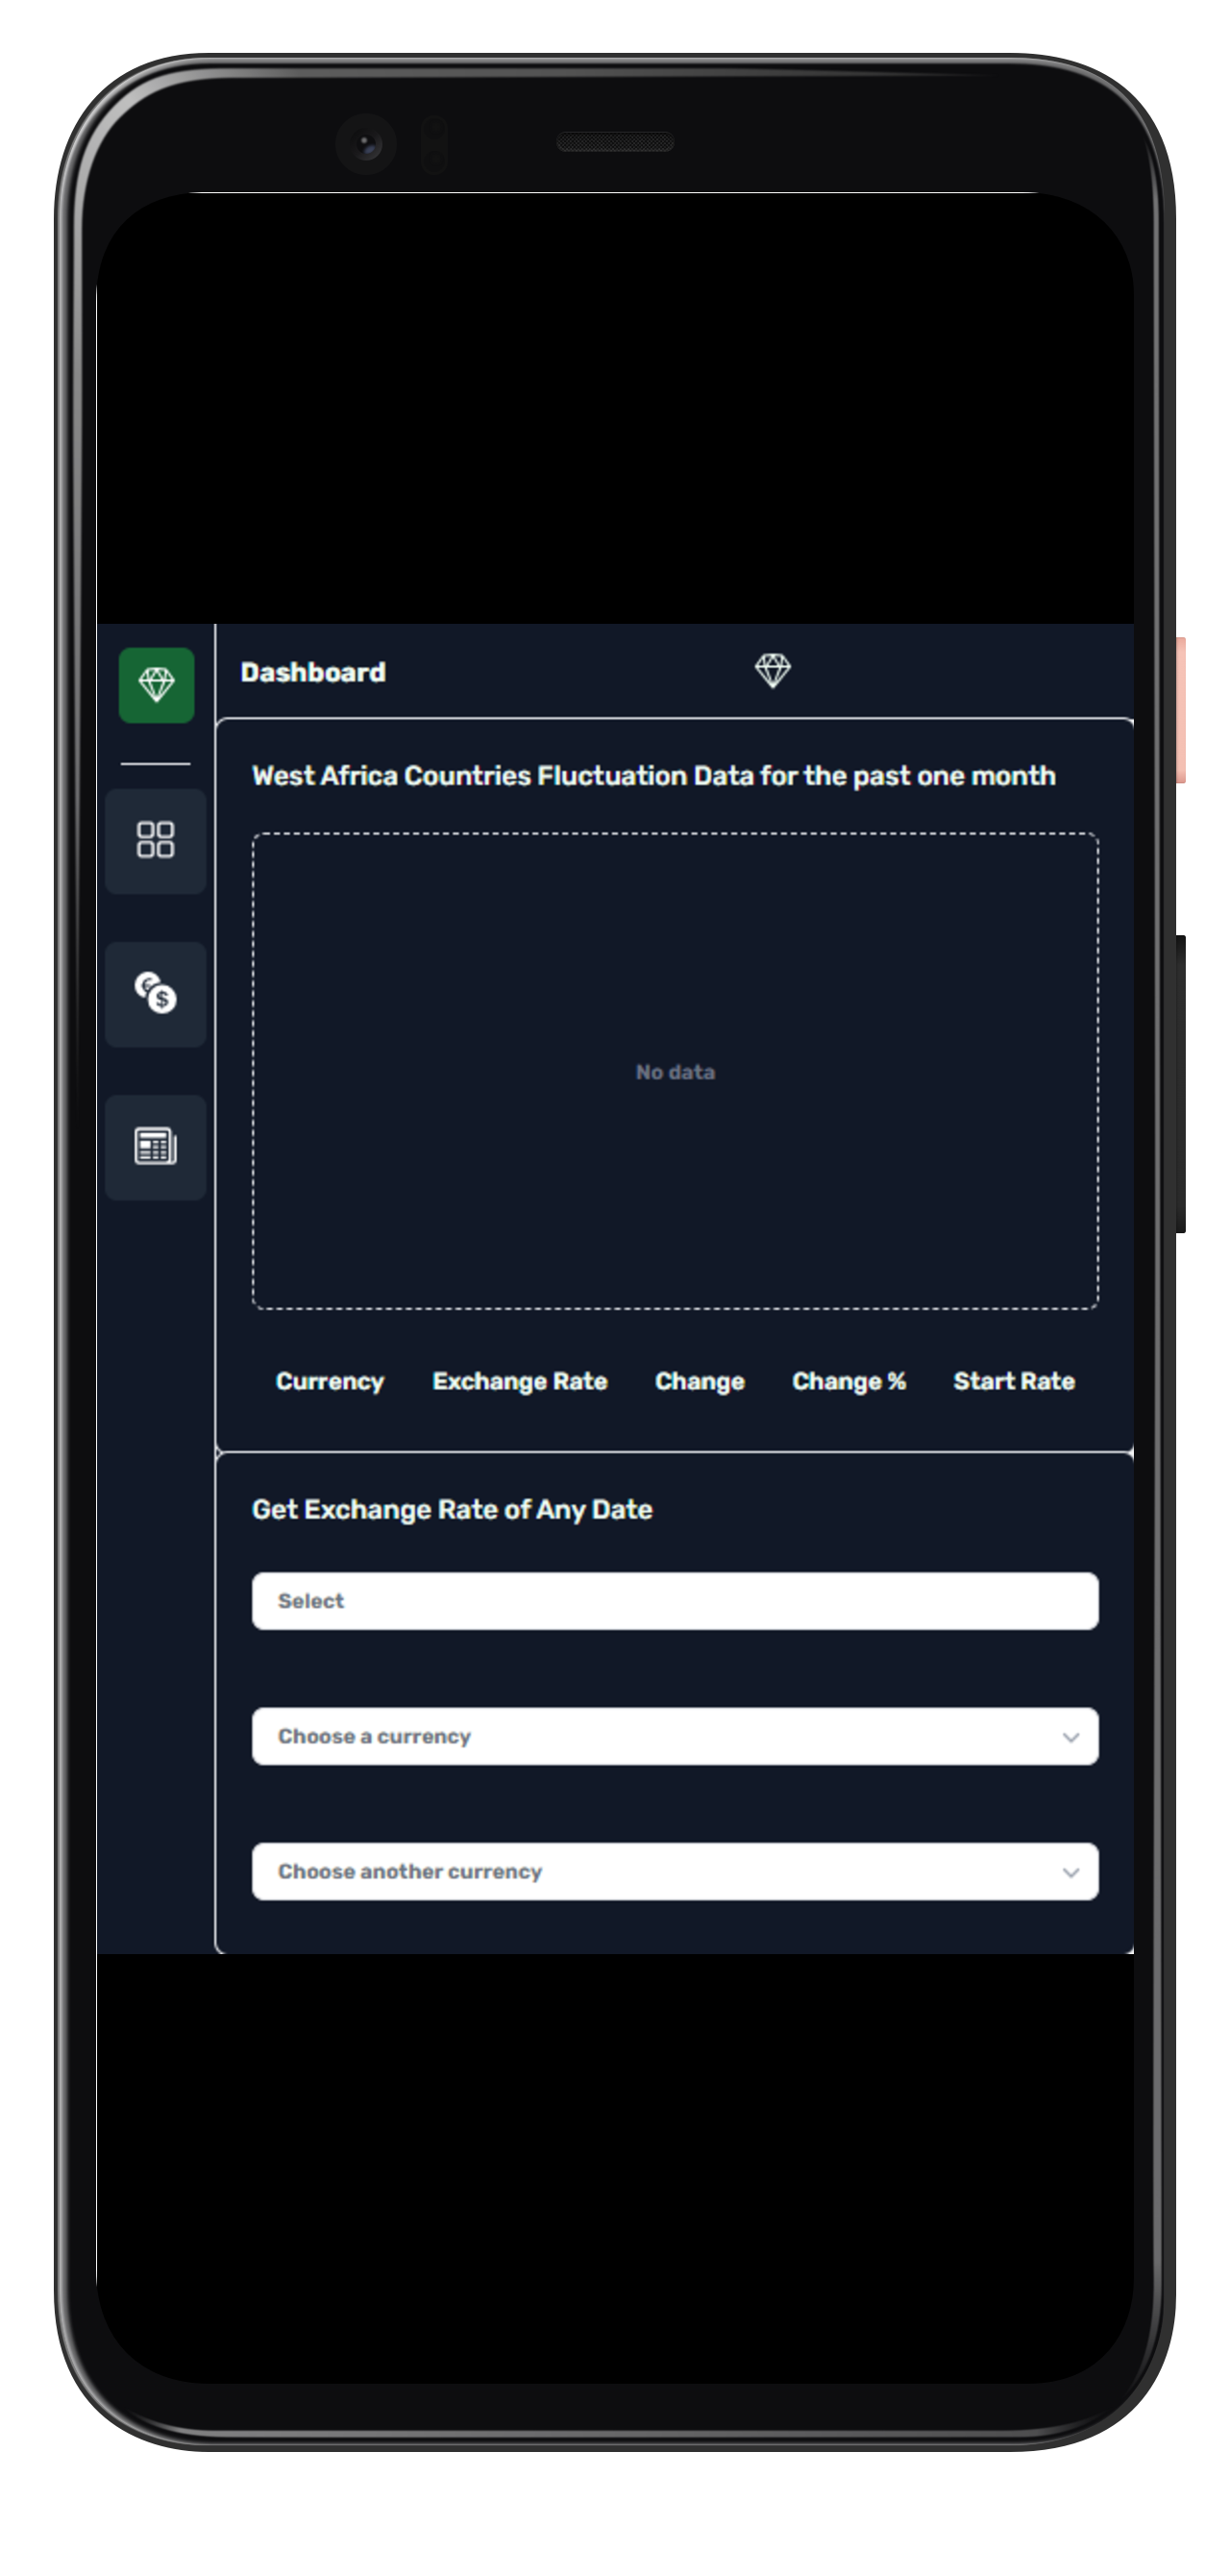 Dashboard
West Africa Countries Fluctuation Data for the past one month
No data
Currency Exchange Rate Change Change % Start Rate
Get Exchange Rate of Any Date
Select
Choose a currency
Choose another currency